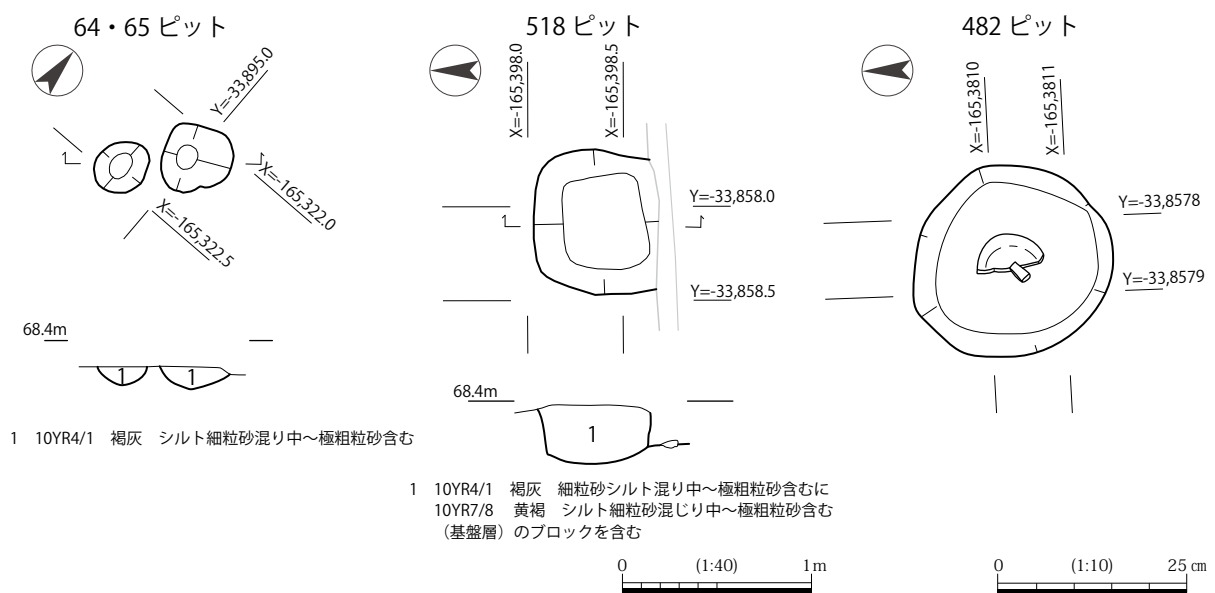 64・65 ピット
Y=-33,895.0
X=-165,322.0
X=-165,322.5
68.4m
1
1
1 10YR4/1 褐灰 シルト細粒砂混り中～極粗粒砂含む
518 ピット
X=-165,398.0
X=-165,398.5
Y=-33,858.0
Y=-33,858.5
68.4m
1
1 10YR4/1 褐灰 細粒砂シルト混り中～極粗粒砂含むに
10YR7/8 黄褐 シルト細粒砂混じり中～極粗粒砂含む
（基盤層）のブロックを含む
0 (1:40) 1m
482 ピット
X=-165,3810
X=-165,3811
Y=-33,8578
Y=-33,8579
0 (1:10) 25 ㎝